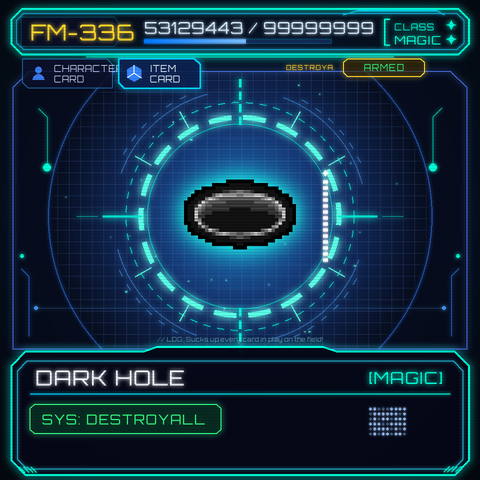 FM-336
53129443 / 99999999
CLASS
MAGIC
CHARACTER
CARD
ITEM
CARD
DESTROYA
ARMED
// LOG: Sucks up every card in play on the field!
DARK HOLE
[MAGIC]
SYS: DESTROYALL